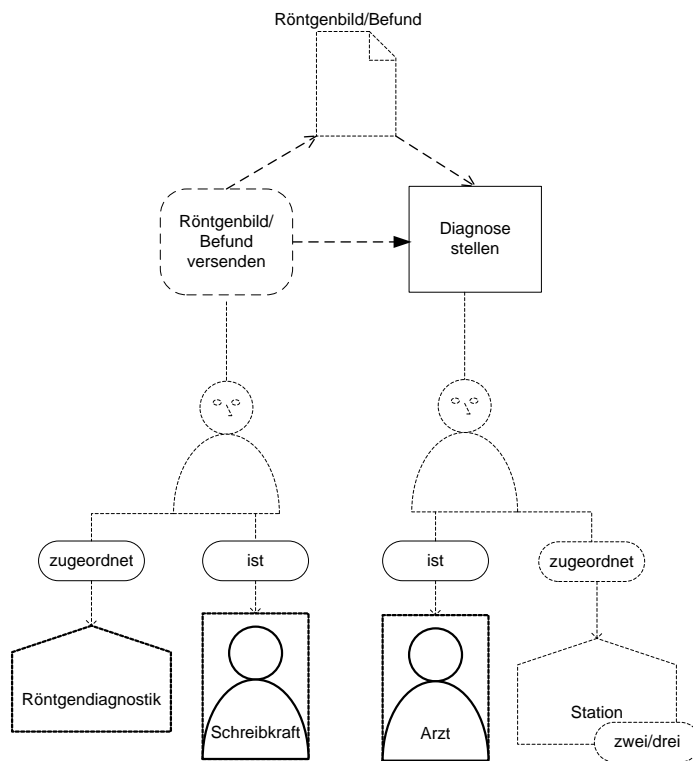 Röntgenbild/Befund
Röntgenbild/
Befund
versenden
Diagnose
stellen
zugeordnet
ist
ist
zugeordnet
Röntgendiagnostik
Schreibkraft
Arzt
Station
zwei/drei